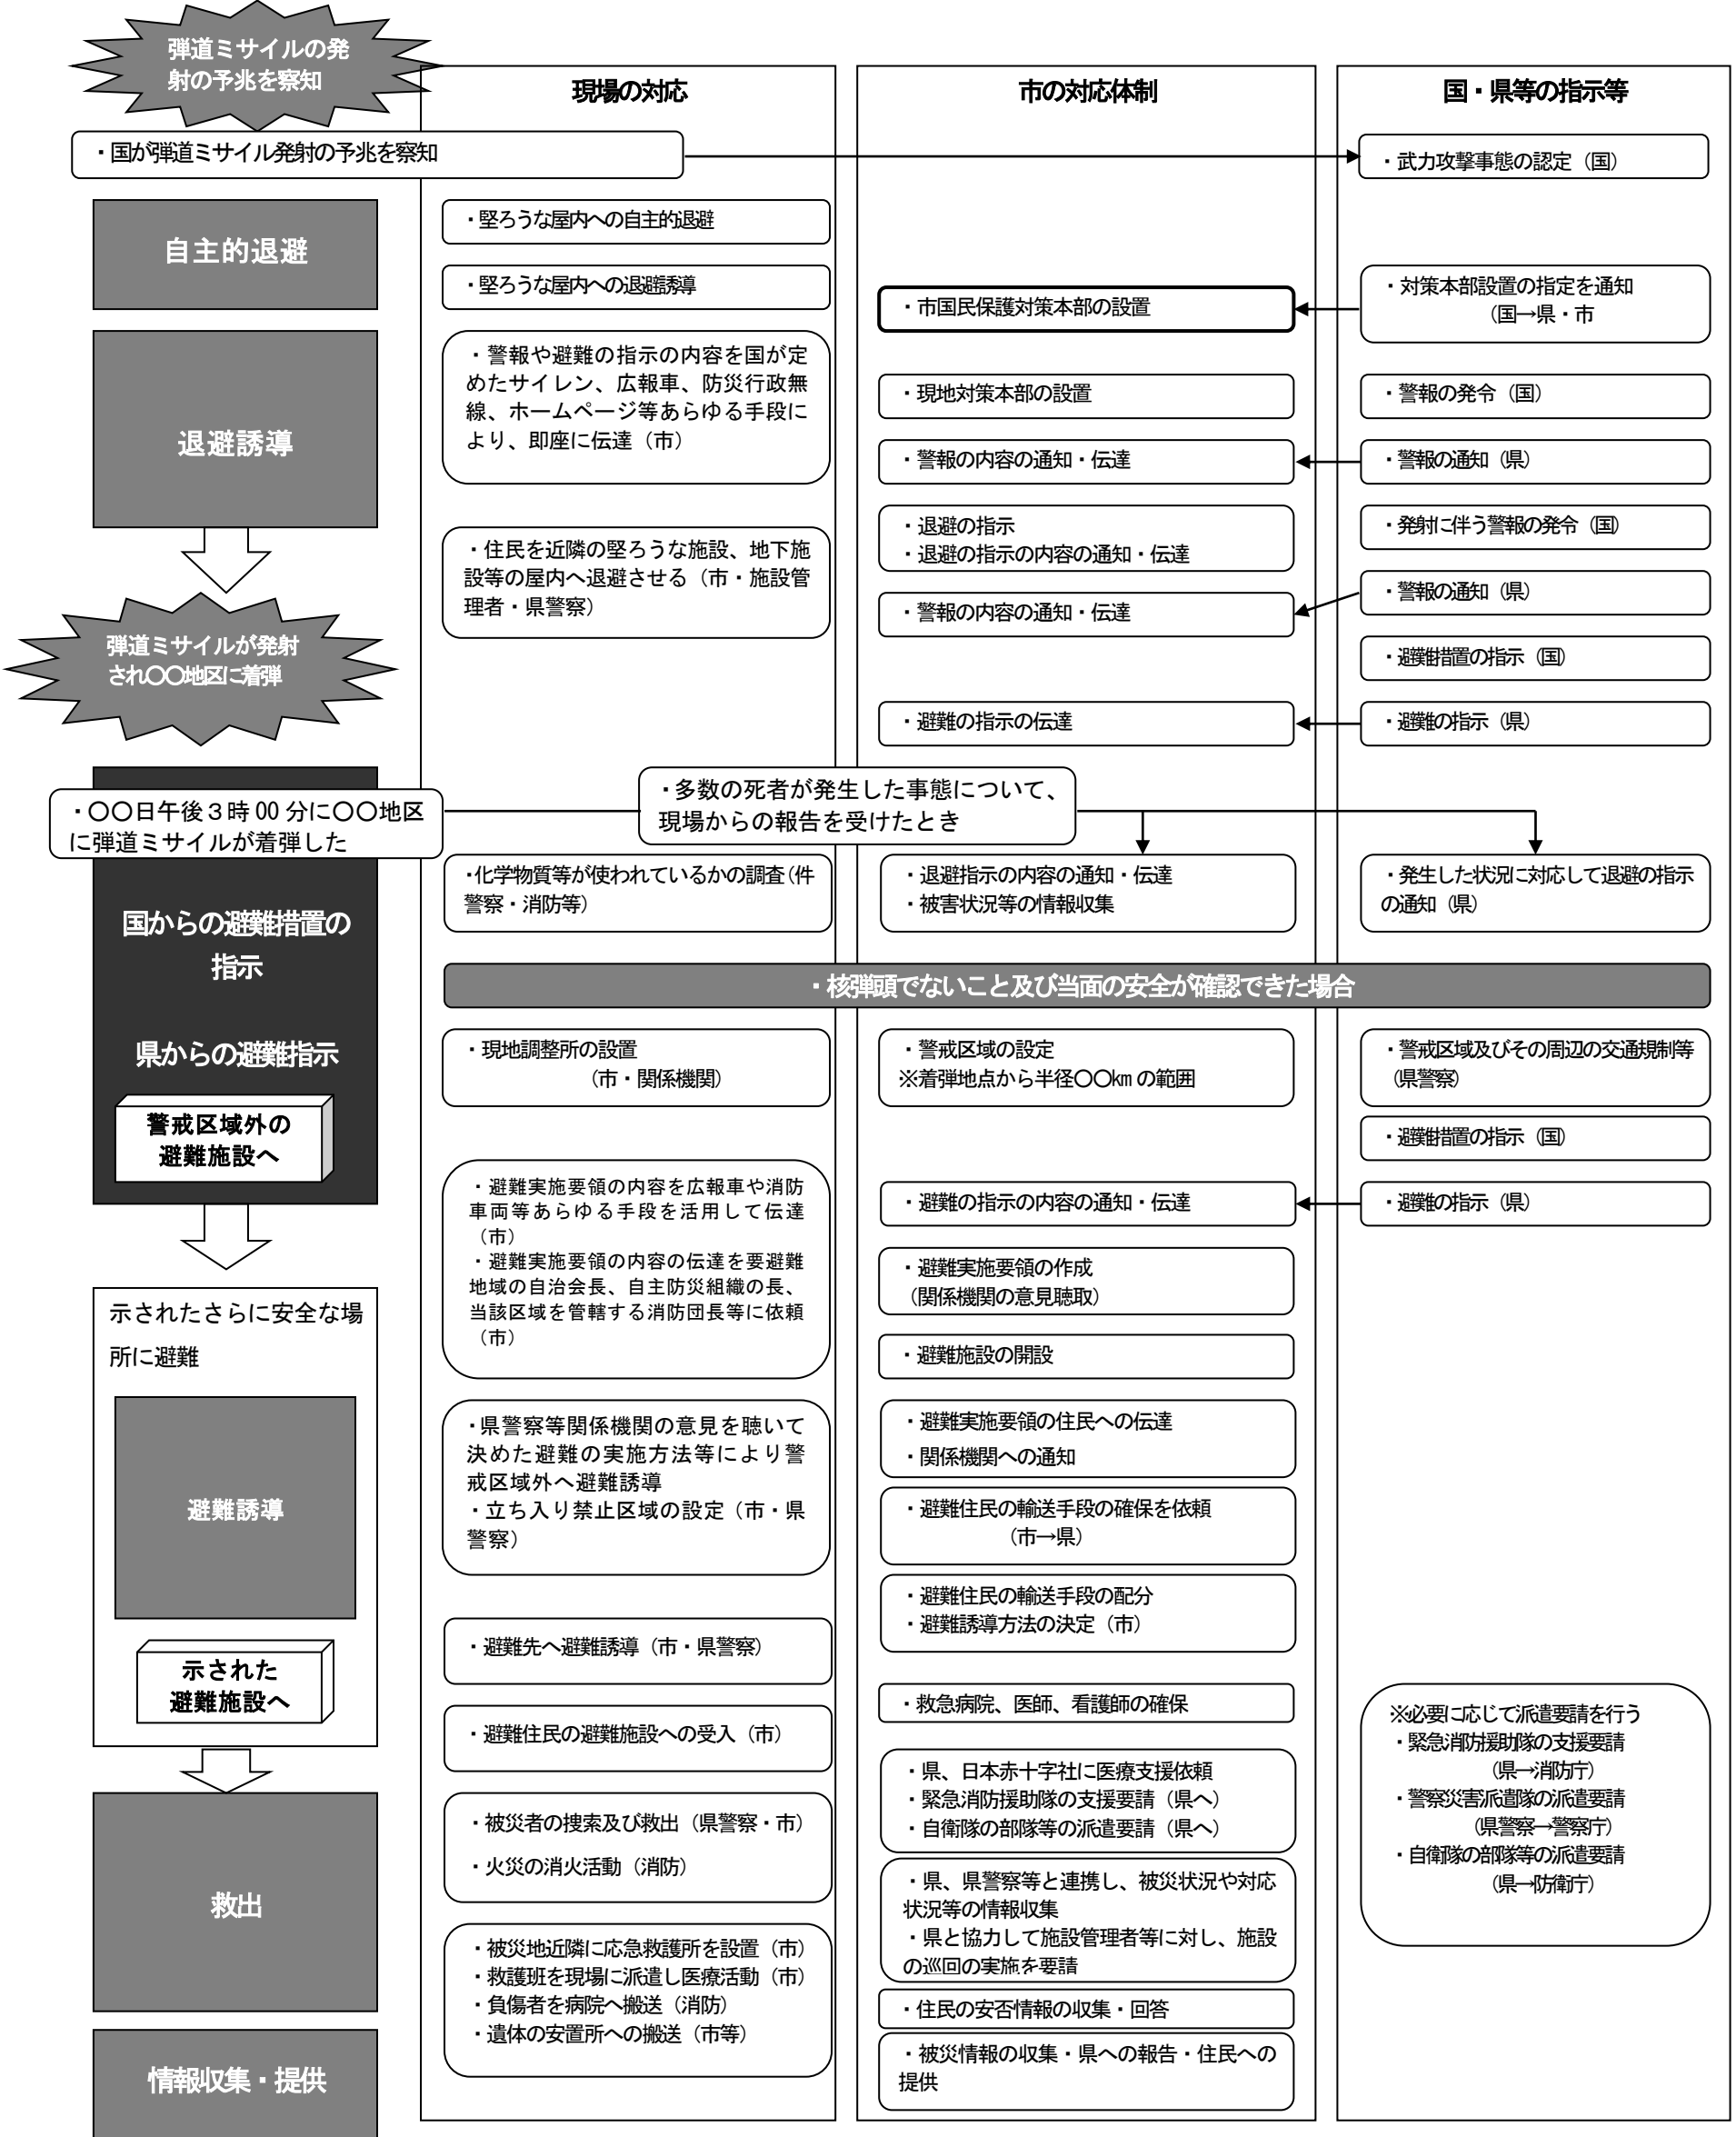 弾道ミサイルの発
射の予兆を察知
現場の対応
市の対応体制
国・県等の指示等
・国が弾道ミサイル発射の予兆を察知
・武力攻撃事態の認定（国）
自主的退避
・堅ろうな屋内への自主的退避
・堅ろうな屋内への退避誘導
・市国民保護対策本部の設置
・対策本部設置の指定を通知
（国→県・市
退避誘導
・警報や避難の指示の内容を国が定
めたサイレン、広報車、防災行政無
線、ホームページ等あらゆる手段に
より、即座に伝達（市）
・現地対策本部の設置
・警報の発令（国）
・警報の内容の通知・伝達
・警報の通知（県）
・住民を近隣の堅ろうな施設、地下施
設等の屋内へ退避させる（市・施設管
理者・県警察）
・退避の指示
・退避の指示の内容の通知・伝達
・発射に伴う警報の発令（国）
・警報の内容の通知・伝達
・警報の通知（県）
弾道ミサイルが発射
され〇〇地区に着弾
・避難措置の指示（国）
・避難の指示の伝達
・避難の指示（県）
・〇〇日午後３時 00 分に〇〇地区
に弾道ミサイルが着弾した
・多数の死者が発生した事態について、
現場からの報告を受けたとき
・化学物質等が使われているかの調査（件
警察・消防等）
・退避指示の内容の通知・伝達
・被害状況等の情報収集
・発生した状況に対応して退避の指示
の通知（県）
国からの避難措置の
指示
県からの避難指示
警戒区域外の
避難施設へ
・核弾頭でないこと及び当面の安全が確認できた場合
・現地調整所の設置
（市・関係機関）
・警戒区域の設定
※着弾地点から半径〇〇km の範囲
・警戒区域及びその周辺の交通規制等
（県警察）
・避難措置の指示（国）
・避難実施要領の内容を広報車や消防
車両等あらゆる手段を活用して伝達
（市）
・避難実施要領の内容の伝達を要避難
地域の自治会長、自主防災組織の長、
当該区域を管轄する消防団長等に依頼
（市）
・避難の指示の内容の通知・伝達
・避難の指示（県）
・避難実施要領の作成
（関係機関の意見聴取）
・避難施設の開設
示されたさらに安全な場
所に避難
避難誘導
示された
避難施設へ
・県警察等関係機関の意見を聴いて
決めた避難の実施方法等により警
戒区域外へ避難誘導
・立ち入り禁止区域の設定（市・県
警察）
・避難実施要領の住民への伝達
・関係機関への通知
・避難住民の輸送手段の確保を依頼
（市→県）
・避難住民の輸送手段の配分
・避難誘導方法の決定（市）
・避難先へ避難誘導（市・県警察）
・避難住民の避難施設への受入（市）
・救急病院、医師、看護師の確保
※必要に応じて派遣要請を行う
・緊急消防援助隊の支援要請
（県→消防庁）
・警察災害派遣隊の派遣要請
（県警察→警察庁）
・自衛隊の部隊等の派遣要請
（県→防衛庁）
救出
・被災者の捜索及び救出（県警察・市）
・火災の消火活動（消防）
・県、日本赤十字社に医療支援依頼
・緊急消防援助隊の支援要請（県へ）
・自衛隊の部隊等の派遣要請（県へ）
・県、県警察等と連携し、被災状況や対応
状況等の情報収集
・県と協力して施設管理者等に対し、施設
の巡回の実施を要請
・被災地近隣に応急救護所を設置（市）
・救護班を現場に派遣し医療活動（市）
・負傷者を病院へ搬送（消防）
・遺体の安置所への搬送（市等）
・住民の安否情報の収集・回答
・被災情報の収集・県への報告・住民への
提供
情報収集・提供